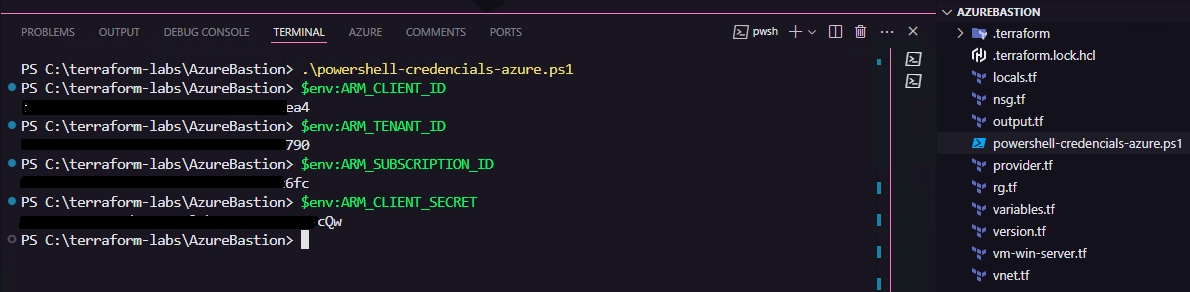 PROBLEMS OUTPUT DEBUG CONSOLE TERMINAL AZURE COMMENTS PORTS pwsh
PS C:\terraform-labs\AzureBastion> .\powershell-credencials-azure.ps1
PS C:\terraform-labs\AzureBastion> $env:ARM_CLIENT_ID
ea4
PS C:\terraform-labs\AzureBastion> $env:ARM_TENANT_ID
790
PS C:\terraform-labs\AzureBastion> $env:ARM_SUBSCRIPTION_ID
6fc
PS C:\terraform-labs\AzureBastion> $env:ARM_CLIENT_SECRET
cQw
PS C:\terraform-labs\AzureBastion>
AZUREBASTION
.terraform
.terraform.lock.hcl
locals.tf
nsg.tf
output.tf
powershell-credencials-azure.ps1
provider.tf
rg.tf
variables.tf
version.tf
vm-win-server.tf
vnet.tf